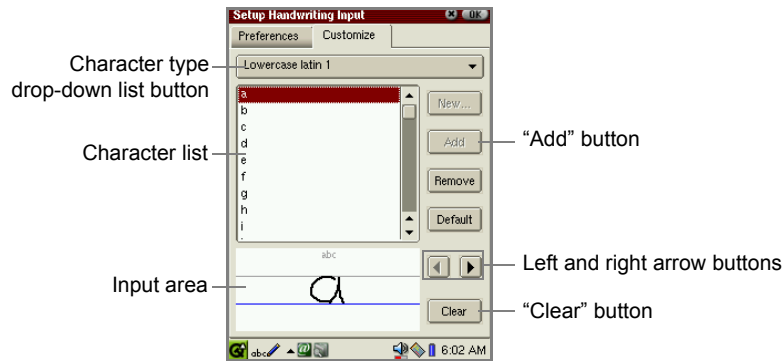 Setup Handwriting Input
OK
Preferences Customize
Lowercase latin 1
Character type
drop-down list button
a
b
c
d
e
f
g
h
i
New...
Add
Remove
Default
Character list
"Add" button
abc
a
Input area
Left and right arrow buttons
Clear
"Clear" button
abc
6:02 AM